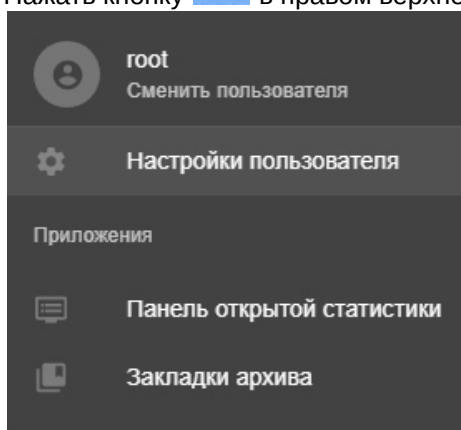 Нажать кнопку в правом верхне
root
Сменить пользователя
Настройки пользователя
Приложения
Панель открытой статистики
Закладки архива